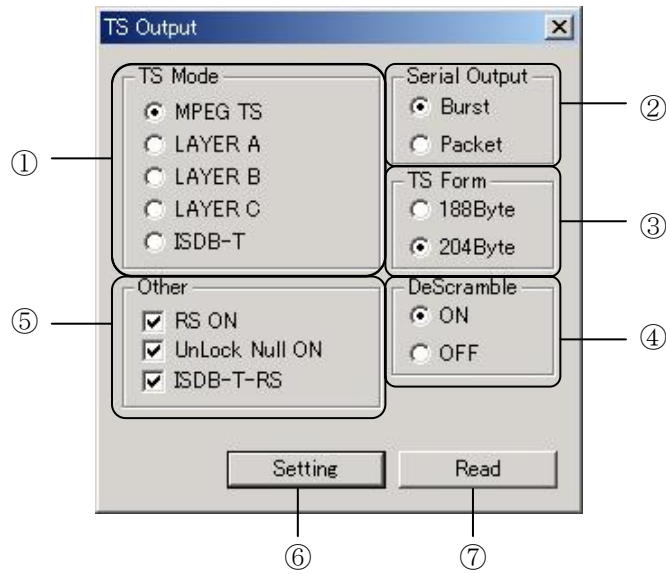 TS Output
TS Mode
MPEG TS
LAYER A
LAYER B
LAYER C
ISDB-T
①
Serial Output
Burst
Packet
②
TS Form
188Byte
204Byte
③
Other
RS ON
UnLock Null ON
ISDB-T-RS
⑤
DeScramble
ON
OFF
④
Setting
Read
⑥
⑦